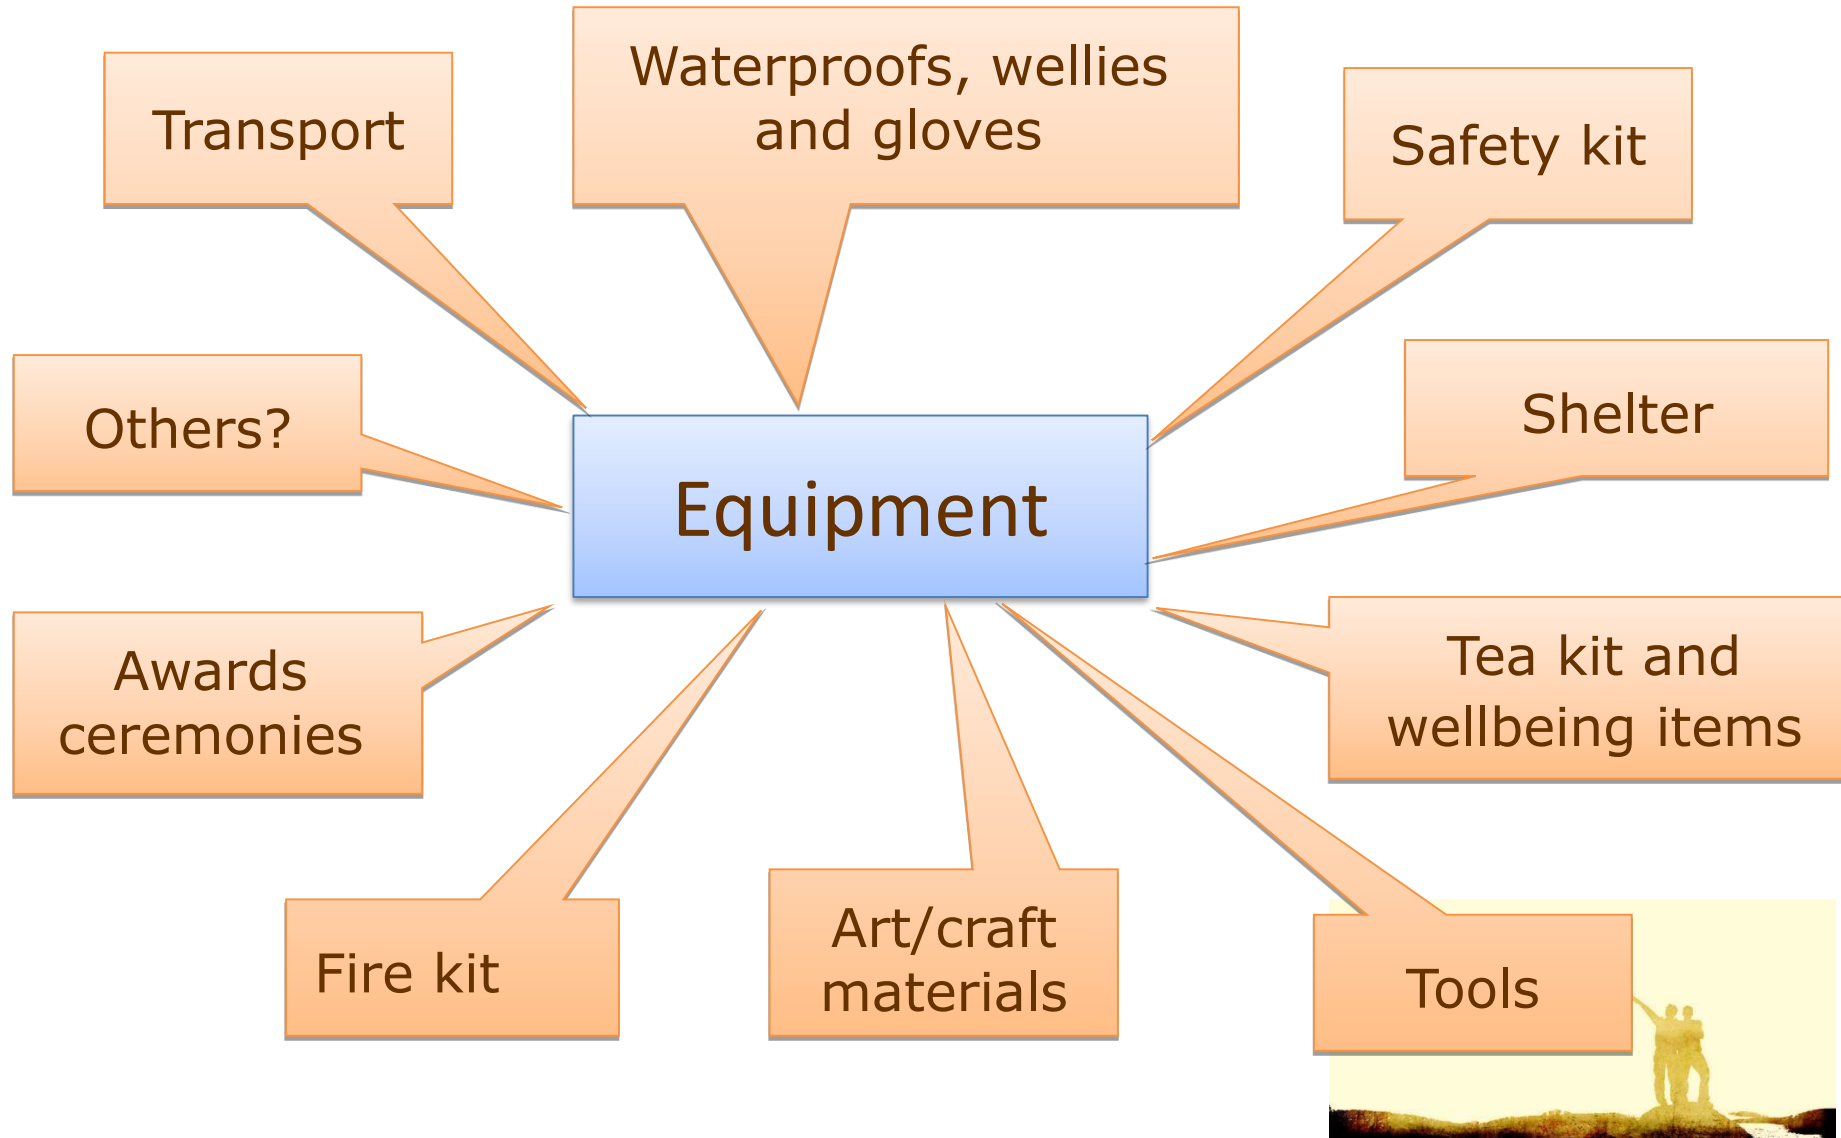 Transport
Waterproofs, wellies
and gloves
Safety kit
Others?
Equipment
Shelter
Awards
ceremonies
Tea kit and
wellbeing items
Fire kit
Art/craft
materials
Tools